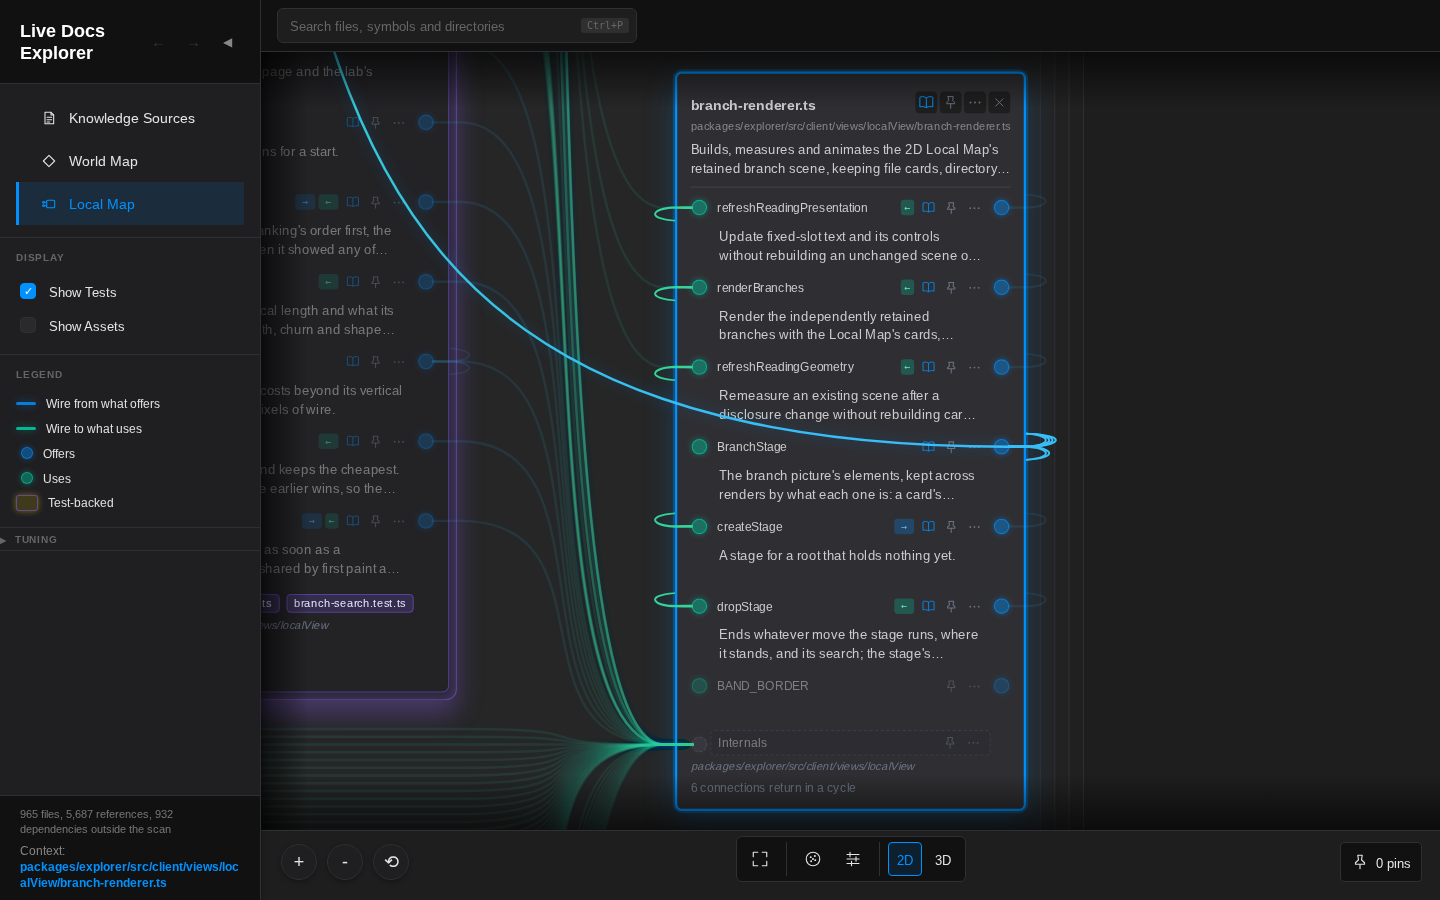 Live Docs
Explorer
← → ◀
Search files, symbols and directories
Ctrl+P
Knowledge Sources
World Map
Local Map
DISPLAY
Show Tests
Show Assets
LEGEND
Wire from what offers
Wire to what uses
Offers
Uses
Test-backed
TUNING
965 files, 5,687 references, 932
dependencies outside the scan
Context:
packages/explorer/src/client/views/loc
alView/branch-renderer.ts
page and the lab's
ns for a start.
anking's order first, the
en it showed any of…
cal length and what its
th, churn and shape…
costs beyond its vertical
ixels of wire.
nd keeps the cheapest.
e earlier wins, so the…
as soon as a
shared by first paint a…
ts
branch-search.test.ts
ws/localView
branch-renderer.ts
packages/explorer/src/client/views/localView/branch-renderer.ts
Builds, measures and animates the 2D Local Map's
retained branch scene, keeping file cards, directory…
refreshReadingPresentation
Update fixed-slot text and its controls
without rebuilding an unchanged scene o…
renderBranches
Render the independently retained
branches with the Local Map's cards,…
refreshReadingGeometry
Remeasure an existing scene after a
disclosure change without rebuilding car…
BranchStage
The branch picture's elements, kept across
renders by what each one is: a card's…
createStage
A stage for a root that holds nothing yet.
dropStage
Ends whatever move the stage runs, where
it stands, and its search; the stage's…
BAND_BORDER
Internals
packages/explorer/src/client/views/localView
6 connections return in a cycle
+ - ⟲
2D 3D
0 pins